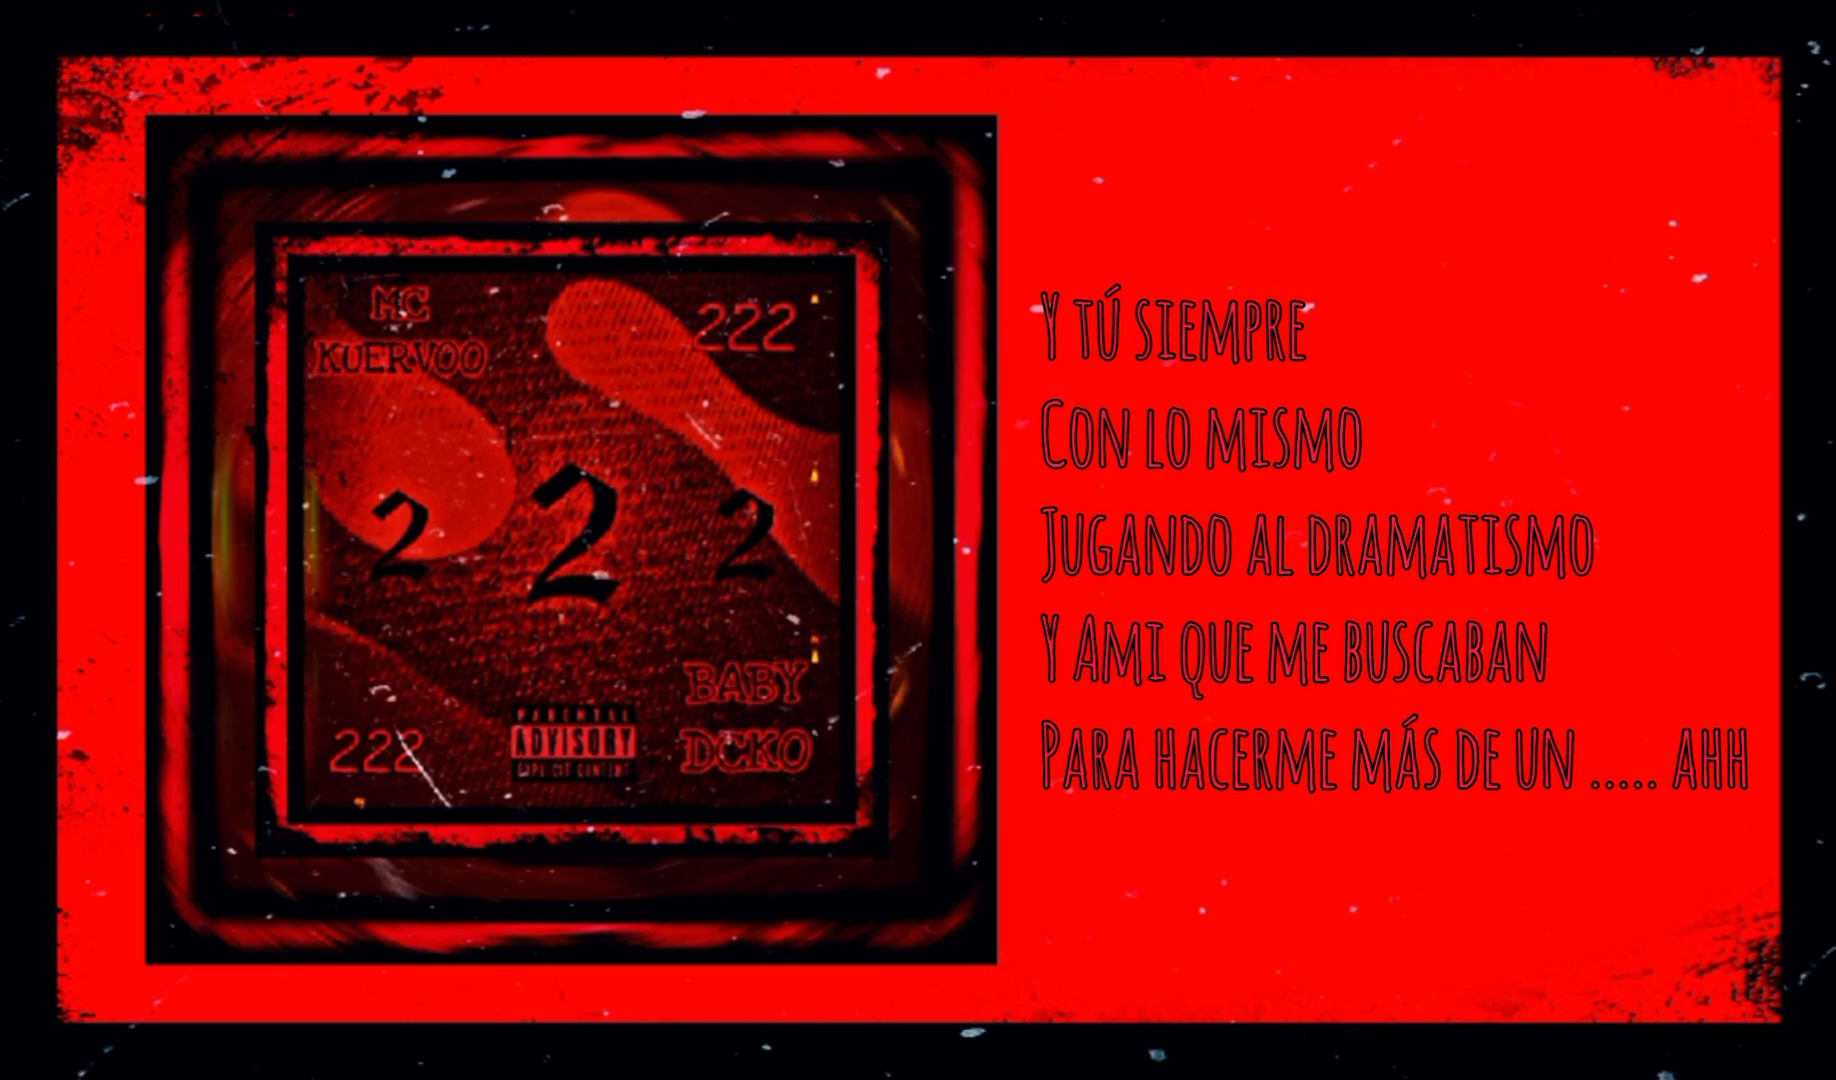 MC
KUERVOO
222
2 2 2
222
PARENTAL
ADVISORY
EXPLICIT CONTENT
BABY
DCKO
Y TÚ SIEMPRE
CON LO MISMO
JUGANDO AL DRAMATISMO
Y AMI QUE ME BUSCABAN
PARA HACERME MÁS DE UN ..... AHH